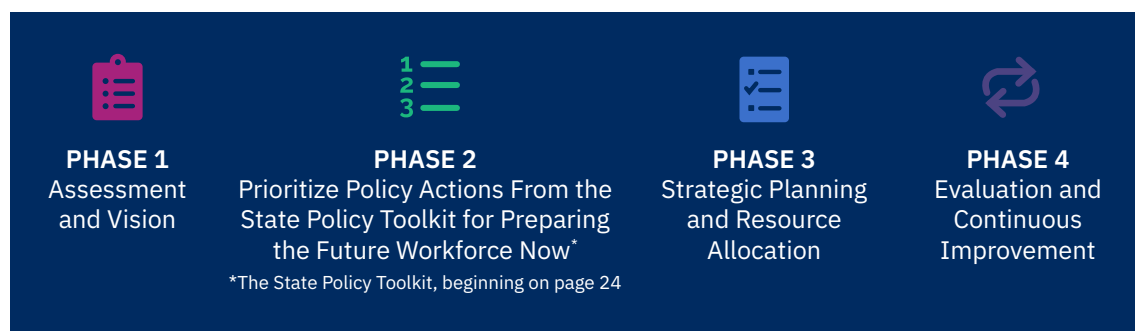 PHASE 1
Assessment
and Vision
1
2
3
PHASE 2
Prioritize Policy Actions From the
State Policy Toolkit for Preparing
the Future Workforce Now*
*The State Policy Toolkit, beginning on page 24
PHASE 3
Strategic Planning
and Resource
Allocation
PHASE 4
Evaluation and
Continuous
Improvement